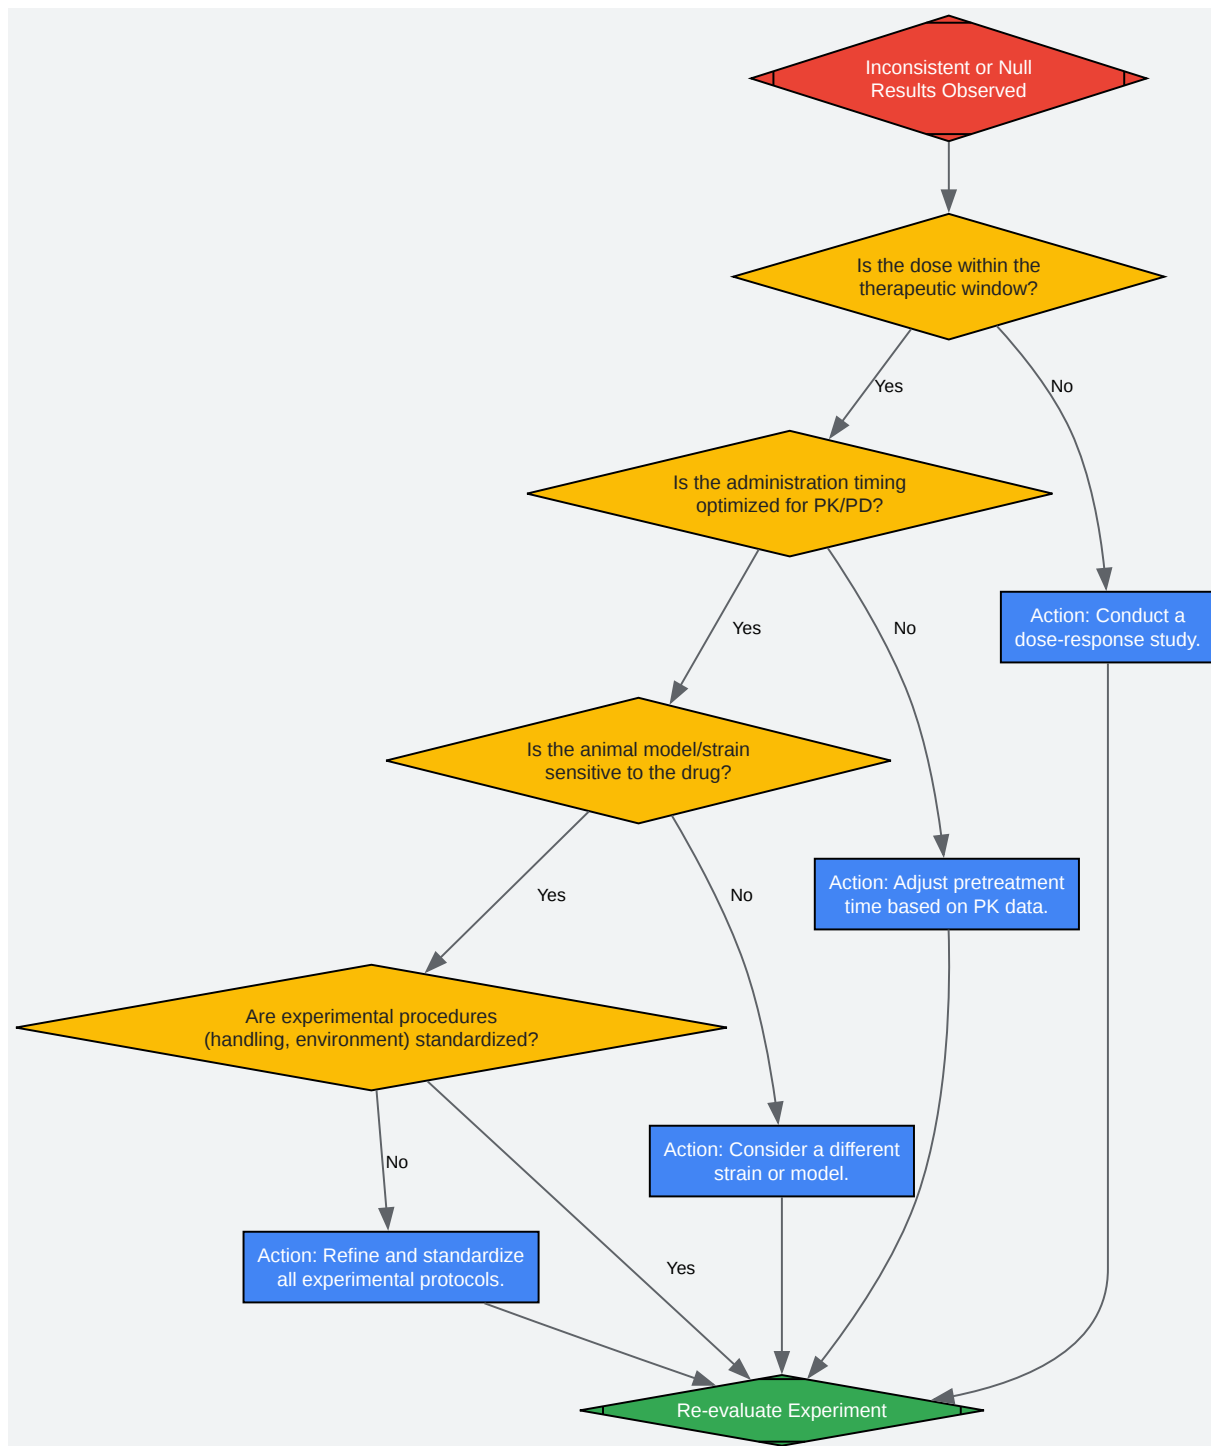 Inconsistent or Null
Results Observed
Is the dose within the
therapeutic window?
Yes
No
Is the administration timing
optimized for PK/PD?
Action: Conduct a
dose-response study.
Yes
No
Is the animal model/strain
sensitive to the drug?
Action: Adjust pretreatment
time based on PK data.
Yes
No
Are experimental procedures
(handling, environment) standardized?
Action: Consider a different
strain or model.
No
Action: Refine and standardize
all experimental protocols.
Yes
Re-evaluate Experiment